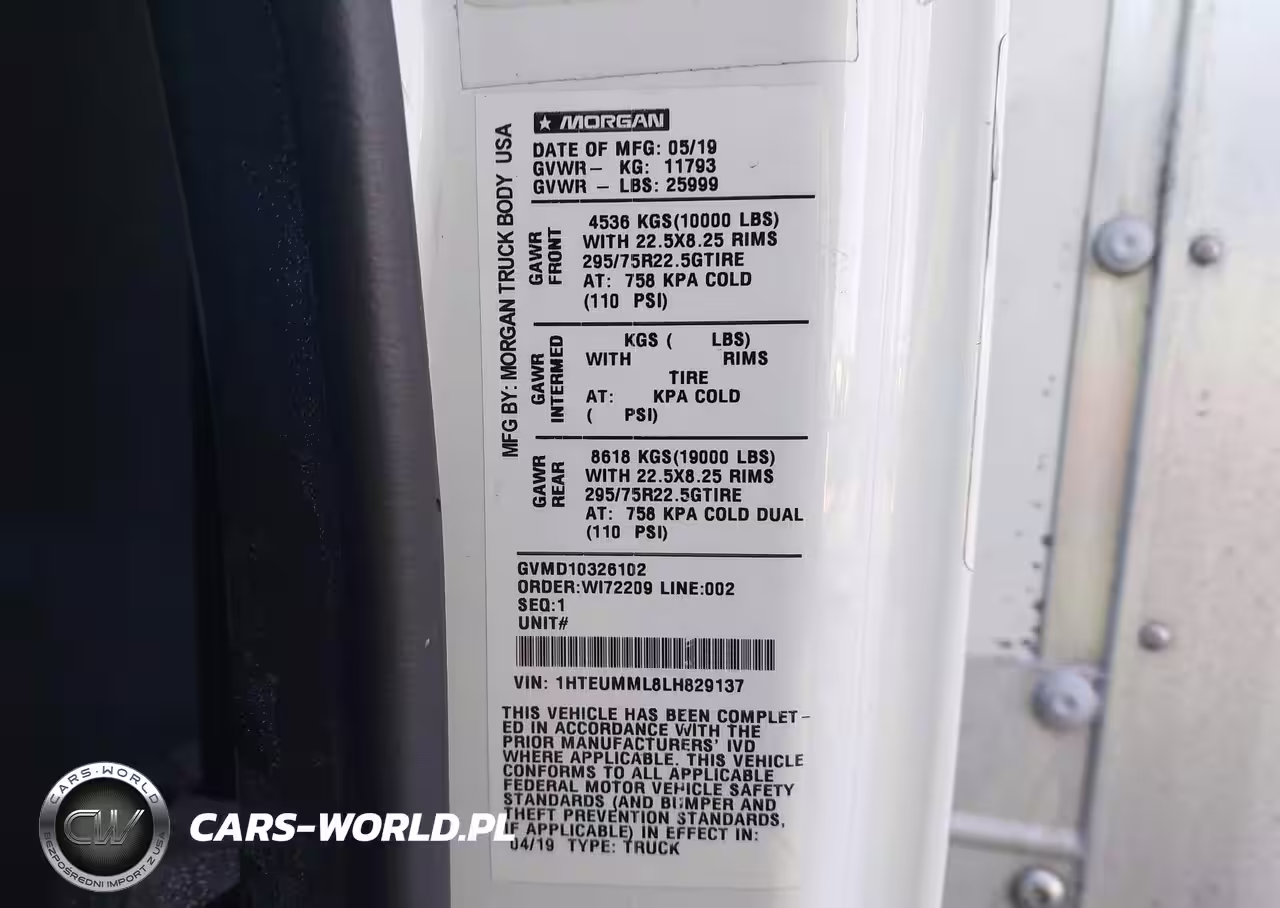 MORGAN
MFG BY: MORGAN TRUCK BODY USA
DATE OF MFG: 05/19
GVWR- KG: 11793
GVWR - LBS: 25999
GAWR FRONT
4536 KGS(10000 LBS)
WITH 22.5X8.25 RIMS
295/75R22.5GTIRE
AT: 758 KPA COLD
(110 PSI)
GAWR INTERMED
KGS ( LBS)
WITH RIMS
TIRE
AT: KPA COLD
( PSI)
GAWR REAR
8618 KGS(19000 LBS)
WITH 22.5X8.25 RIMS
295/75R22.5GTIRE
AT: 758 KPA COLD DUAL
(110 PSI)
GVMD10326102
ORDER:WI72209 LINE:002
SEQ:1
UNIT#
VIN: 1HTEUMML8LH829137
THIS VEHICLE HAS BEEN COMPLET-
ED IN ACCORDANCE WITH THE
PRIOR MANUFACTURERS' IVD
WHERE APPLICABLE. THIS VEHICLE
CONFORMS TO ALL APPLICABLE
FEDERAL MOTOR VEHICLE SAFETY
STANDARDS (AND BUMPER AND
THEFT PREVENTION STANDARDS,
IF APPLICABLE) IN EFFECT IN:
04/19 TYPE: TRUCK
CARS-WORLD
CW
BEZPOŚREDNI IMPORT Z USA
CARS-WORLD.PL